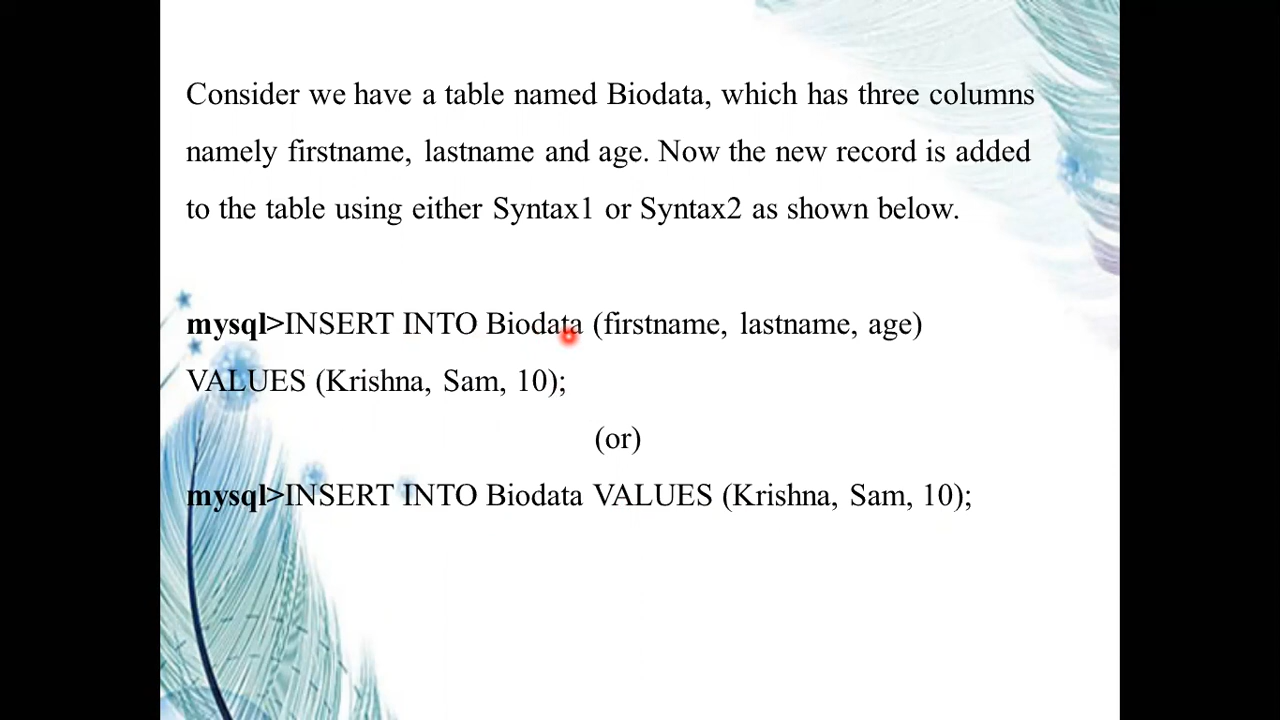 Consider we have a table named Biodata, which has three columns
namely firstname, lastname and age. Now the new record is added
to the table using either Syntax1 or Syntax2 as shown below.
mysql>INSERT INTO Biodata (firstname, lastname, age)
VALUES (Krishna, Sam, 10);
(or)
mysql>INSERT INTO Biodata VALUES (Krishna, Sam, 10);